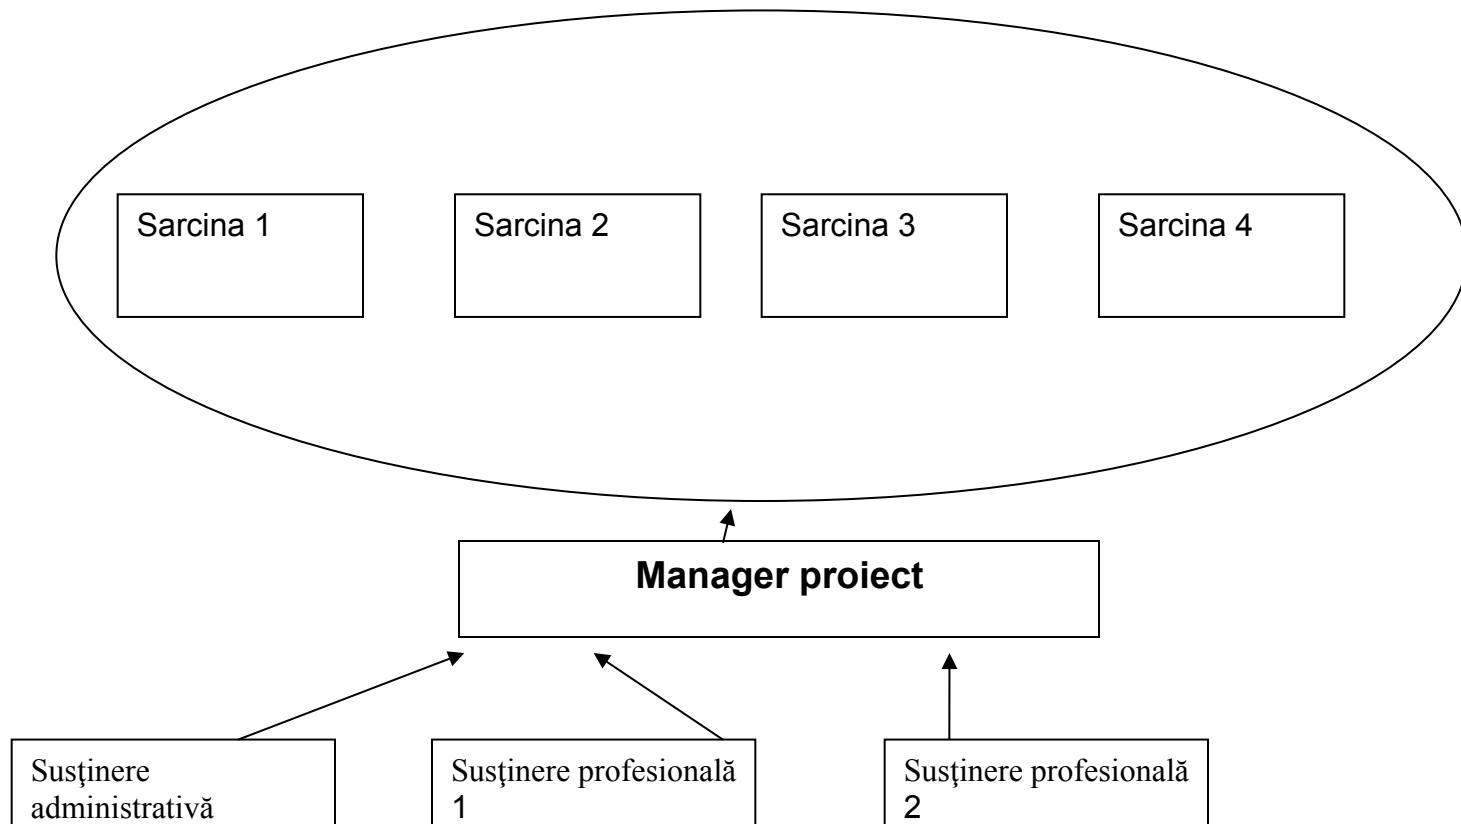 Sarcina 1
Sarcina 2
Sarcina 3
Sarcina 4
Manager proiect
Susţinere
administrativă
Susţinere profesională
1
Susţinere profesională
2